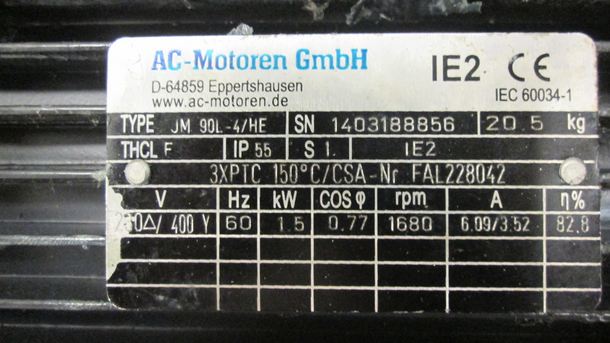 AC-Motoren GmbH
D-64859 Eppertshausen
www.ac-motoren.de
IE2 CE
IEC 60034-1
TYPE JM 90L-4/HE SN 1403188856 20.5 kg
THCL F IP 55 S 1. IE2
3XPTC 150°C/CSA-Nr FAL228042
V Hz kW COS φ rpm A η%
230Δ/ 400 Y 60 1.5 0.77 1680 6.09/3.52 82.8